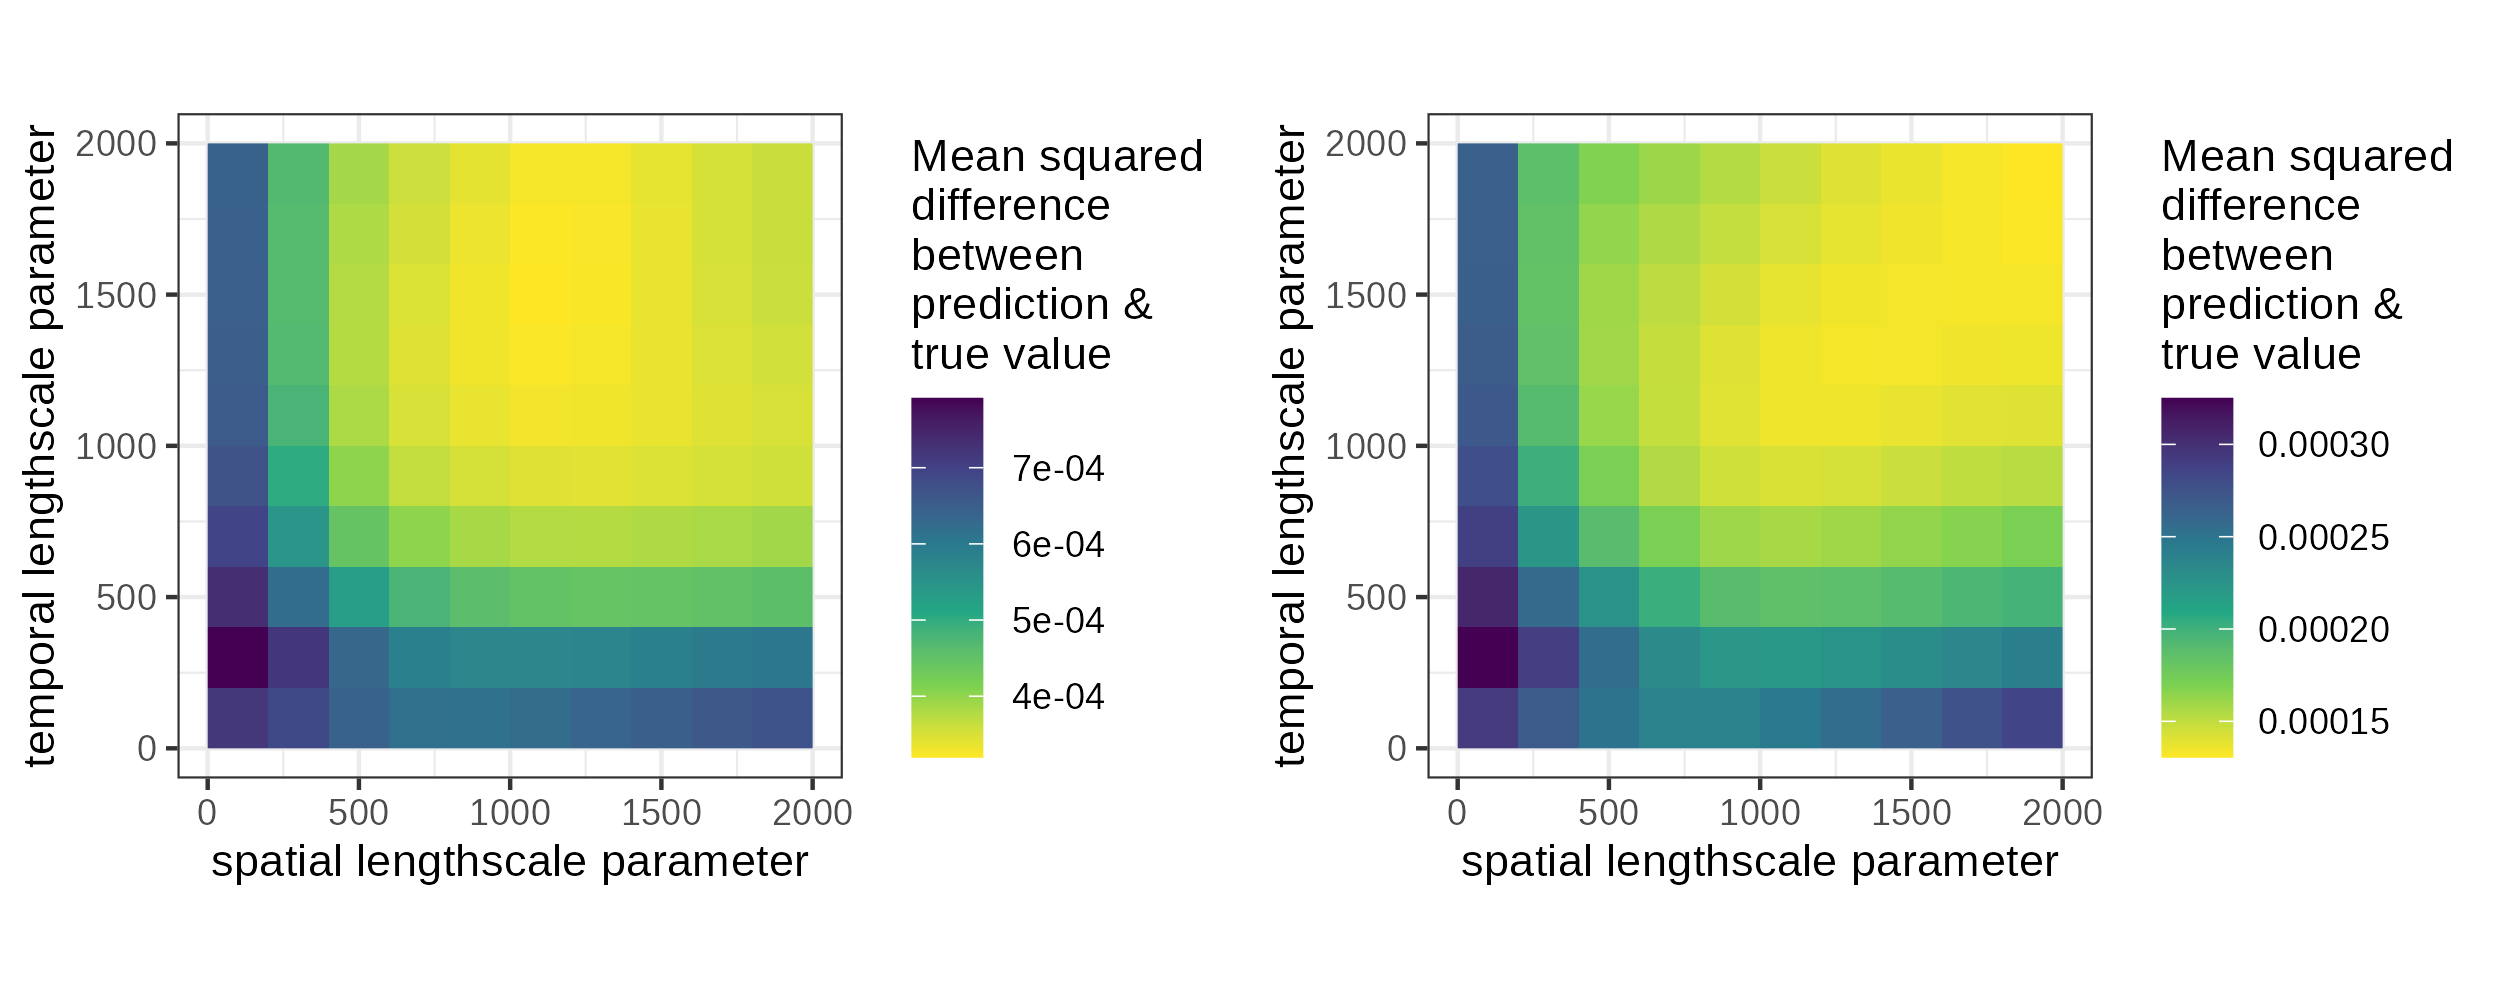 temporal lengthscale parameter
2000
1500
1000
500
0
0 500 1000 1500 2000
spatial lengthscale parameter
Mean squared
difference
between
prediction &
true value
7e-04
6e-04
5e-04
4e-04
temporal lengthscale parameter
2000
1500
1000
500
0
0 500 1000 1500 2000
spatial lengthscale parameter
Mean squared
difference
between
prediction &
true value
0.00030
0.00025
0.00020
0.00015